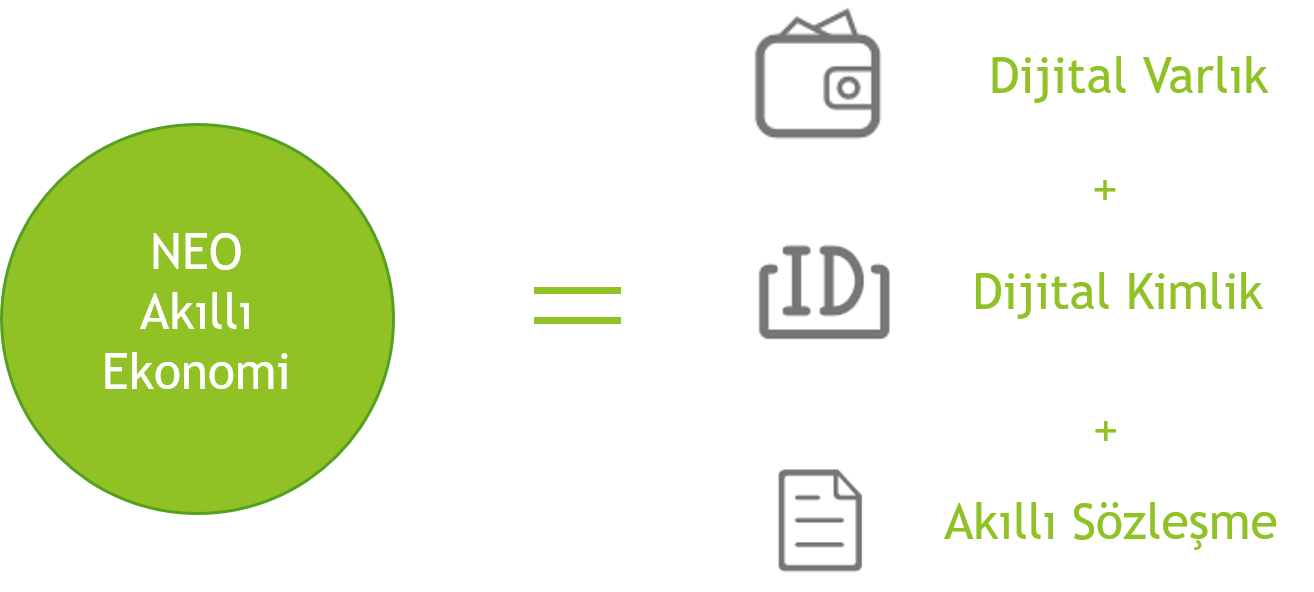 NEO
Akıllı
Ekonomi
=
Dijital Varlık
+
ID
Dijital Kimlik
+
Akıllı Sözleşme